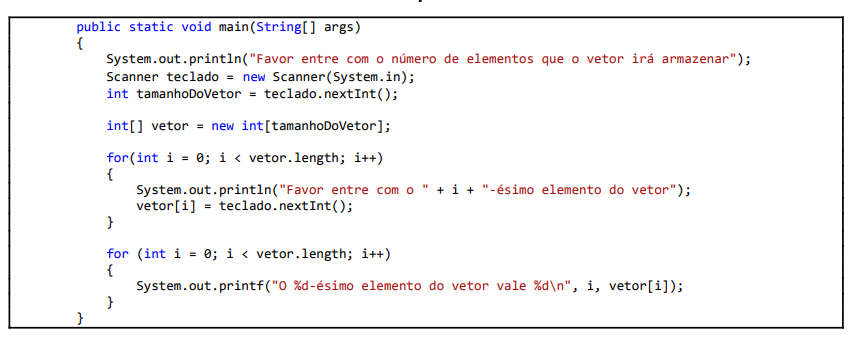 public static void main(String[] args)
{
System.out.println("Favor entre com o número de elementos que o vetor irá armazenar");
Scanner teclado = new Scanner(System.in);
int tamanhoDoVetor = teclado.nextInt();
int[] vetor = new int[tamanhoDoVetor];
for(int i = 0; i < vetor.length; i++)
{
System.out.println("Favor entre com o " + i + "-ésimo elemento do vetor");
vetor[i] = teclado.nextInt();
}
for (int i = 0; i < vetor.length; i++)
{
System.out.printf("O %d-ésimo elemento do vetor vale %d\n", i, vetor[i]);
}
}